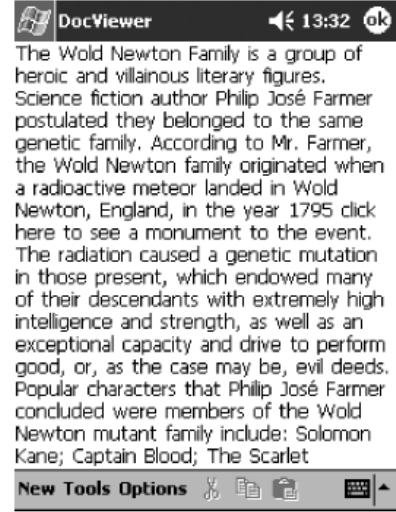 DocViewer 13:32 ok
The Wold Newton Family is a group of
heroic and villainous literary figures.
Science fiction author Philip José Farmer
postulated they belonged to the same
genetic family. According to Mr. Farmer,
the Wold Newton family originated when
a radioactive meteor landed in Wold
Newton, England, in the year 1795 click
here to see a monument to the event.
The radiation caused a genetic mutation
in those present, which endowed many
of their descendants with extremely high
intelligence and strength, as well as an
exceptional capacity and drive to perform
good, or, as the case may be, evil deeds.
Popular characters that Philip José Farmer
concluded were members of the Wold
Newton mutant family include: Solomon
Kane; Captain Blood; The Scarlet
New Tools Options